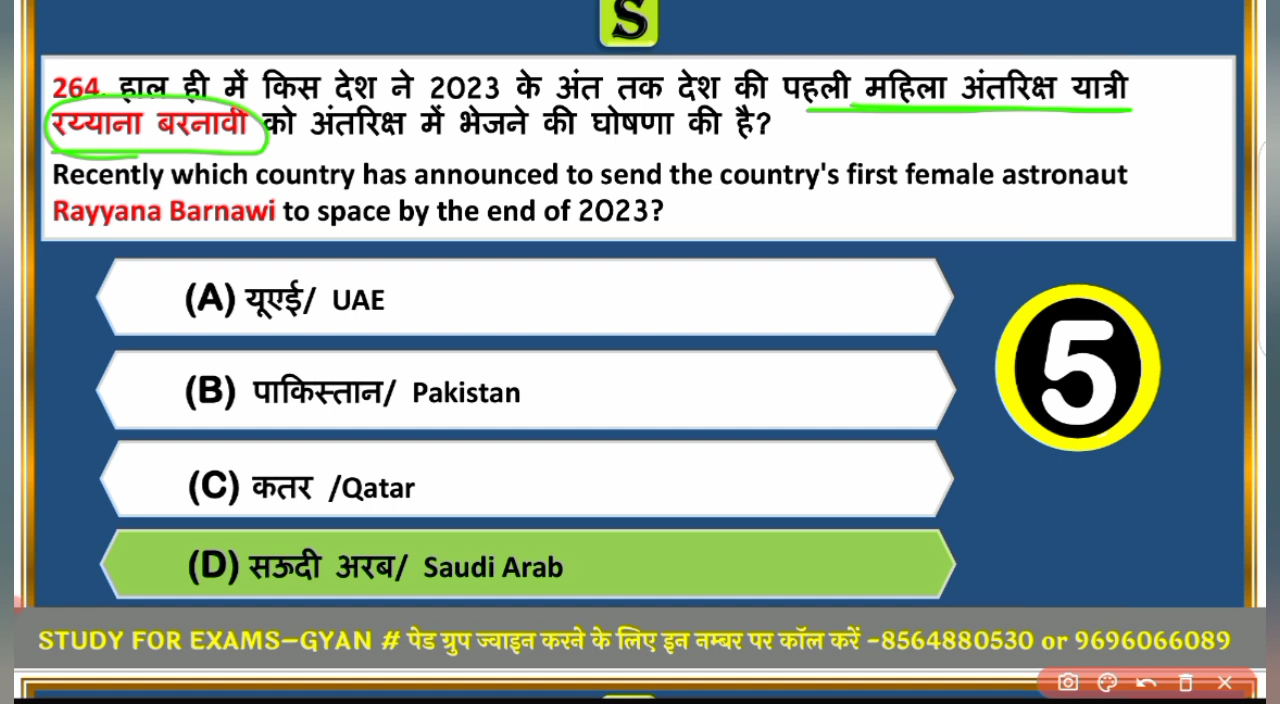 S
264. हाल ही में किस देश ने 2023 के अंत तक देश की पहली महिला अंतरिक्ष यात्री
रय्याना बरनावी को अंतरिक्ष में भेजने की घोषणा की है?
Recently which country has announced to send the country's first female astronaut
Rayyana Barnawi to space by the end of 2023?
(A) यूएई/ UAE
(B) पाकिस्तान/ Pakistan
5
(C) कतर /Qatar
(D) सऊदी अरब/ Saudi Arab
STUDY FOR EXAMS–GYAN # पेड ग्रुप ज्वाइन करने के लिए इन नम्बर पर कॉल करें -8564880530 or 9696066089